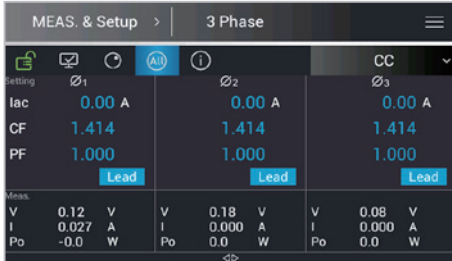 MEAS. & Setup > 3 Phase
All i CC
Setting Ø1 Ø2 Ø3
Iac 0.00 A 0.00 A 0.00 A
CF 1.414 1.414 1.414
PF 1.000 1.000 1.000
Lead Lead Lead
Meas.
V 0.12 V V 0.18 V V 0.08 V
I 0.027 A I 0.000 A I 0.000 A
Po -0.0 W Po 0.0 W Po 0.0 W